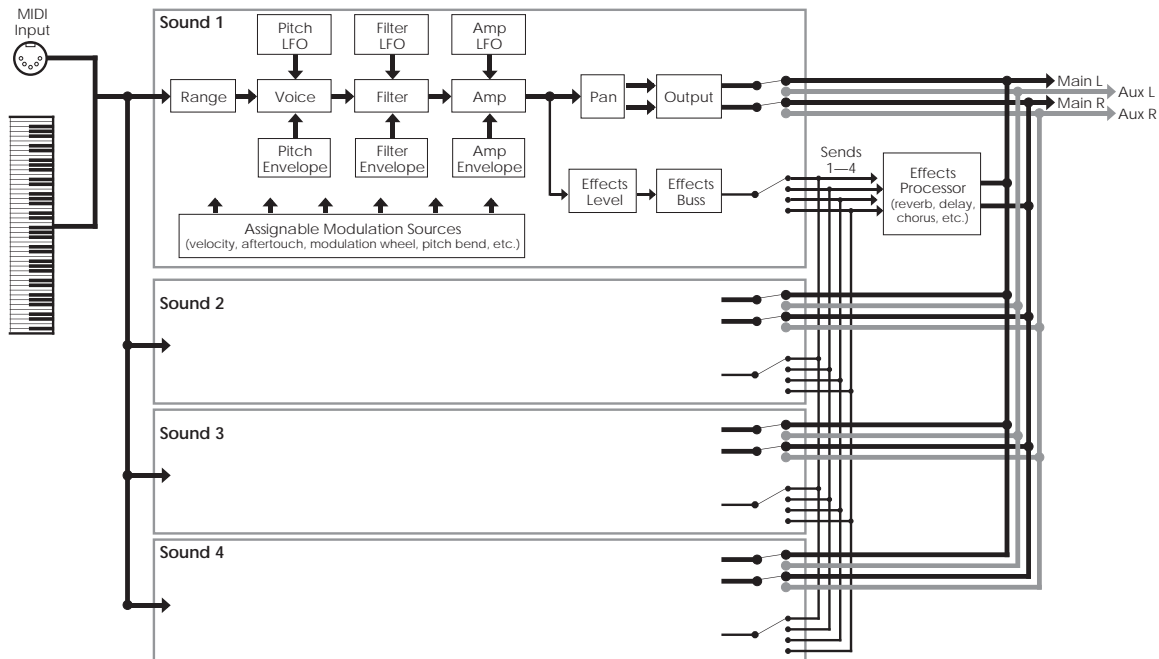 MIDI
Input
Sound 1
Pitch
LFO
Filter
LFO
Amp
LFO
Range
Voice
Filter
Amp
Pan
Output
Main L
Aux L
Main R
Aux R
Pitch
Envelope
Filter
Envelope
Amp
Envelope
Effects
Level
Effects
Buss
Sends
1—4
Effects
Processor
(reverb, delay,
chorus, etc.)
Assignable Modulation Sources
(velocity, aftertouch, modulation wheel, pitch bend, etc.)
Sound 2
Sound 3
Sound 4